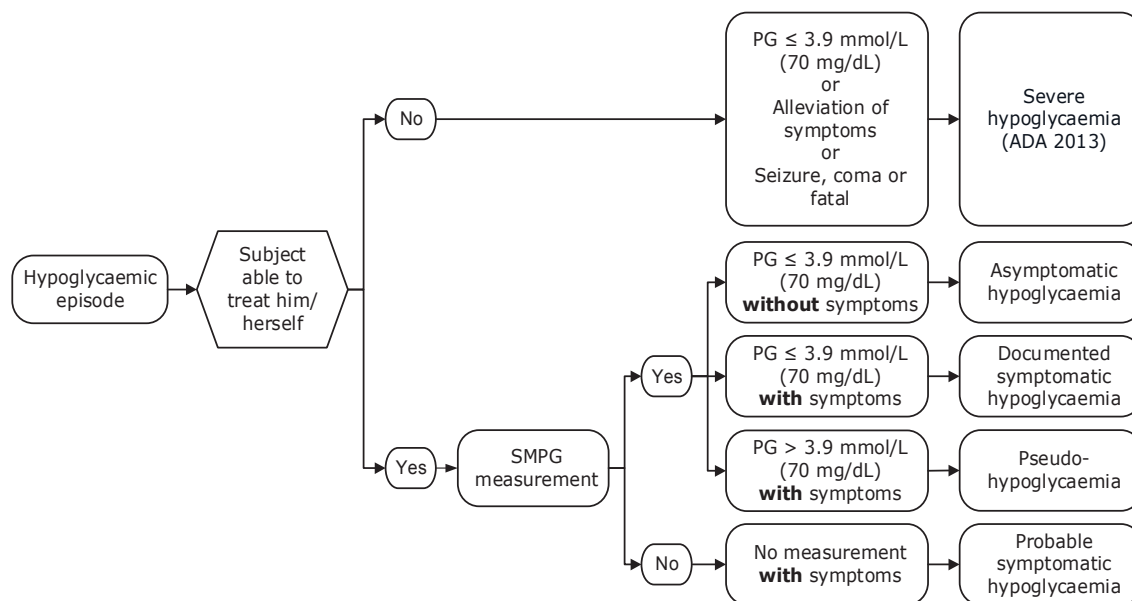 Hypoglycaemic
episode
Subject
able to
treat him/
herself
No
PG ≤ 3.9 mmol/L
(70 mg/dL)
or
Alleviation of
symptoms
or
Seizure, coma or
fatal
Severe
hypoglycaemia
(ADA 2013)
Yes
SMPG
measurement
Yes
PG ≤ 3.9 mmol/L
(70 mg/dL)
without symptoms
Asymptomatic
hypoglycaemia
PG ≤ 3.9 mmol/L
(70 mg/dL)
with symptoms
Documented
symptomatic
hypoglycaemia
PG > 3.9 mmol/L
(70 mg/dL)
with symptoms
Pseudo-
hypoglycaemia
No
No measurement
with symptoms
Probable
symptomatic
hypoglycaemia